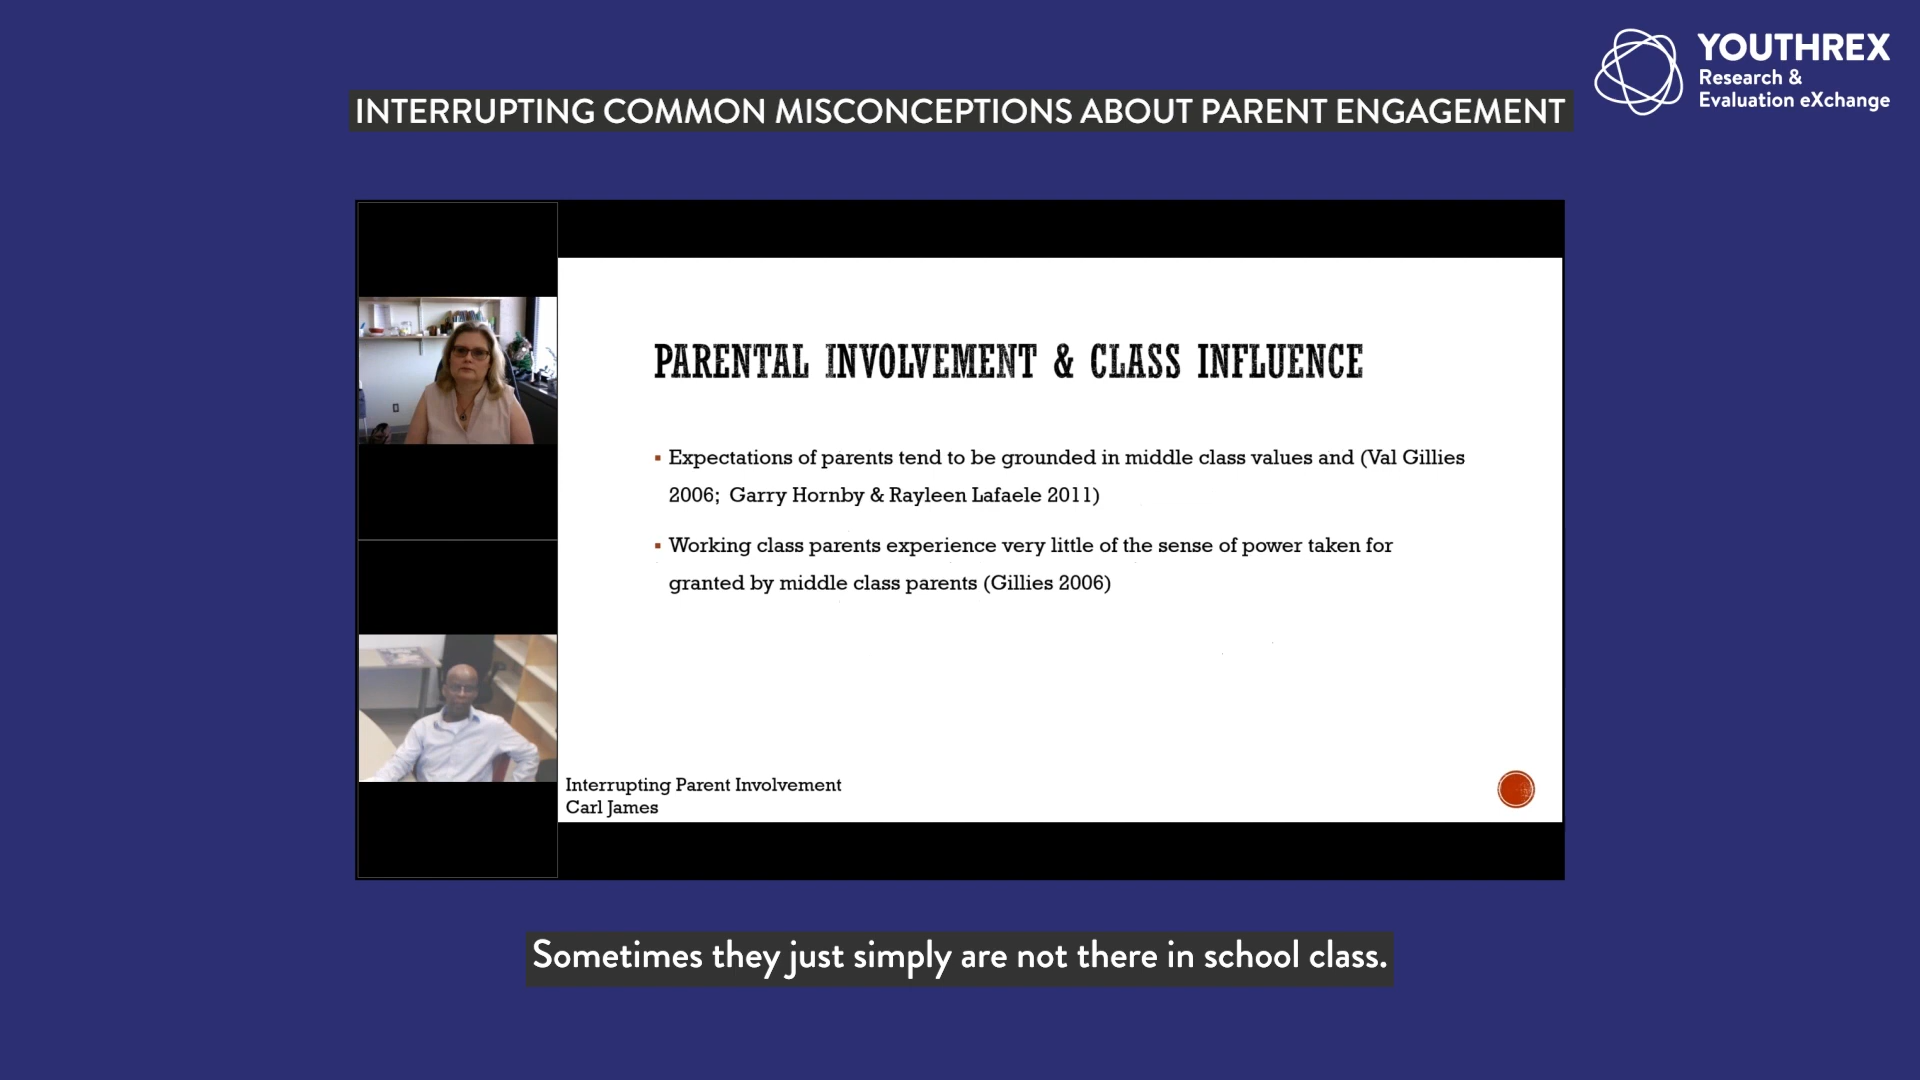 YOUTHREX
Research &
Evaluation eXchange
INTERRUPTING COMMON MISCONCEPTIONS ABOUT PARENT ENGAGEMENT
PARENTAL INVOLVEMENT & CLASS INFLUENCE
▪ Expectations of parents tend to be grounded in middle class values and (Val Gillies
2006; Garry Hornby & Rayleen Lafaele 2011)
▪ Working class parents experience very little of the sense of power taken for
granted by middle class parents (Gillies 2006)
Interrupting Parent Involvement
Carl James
Sometimes they just simply are not there in school class.